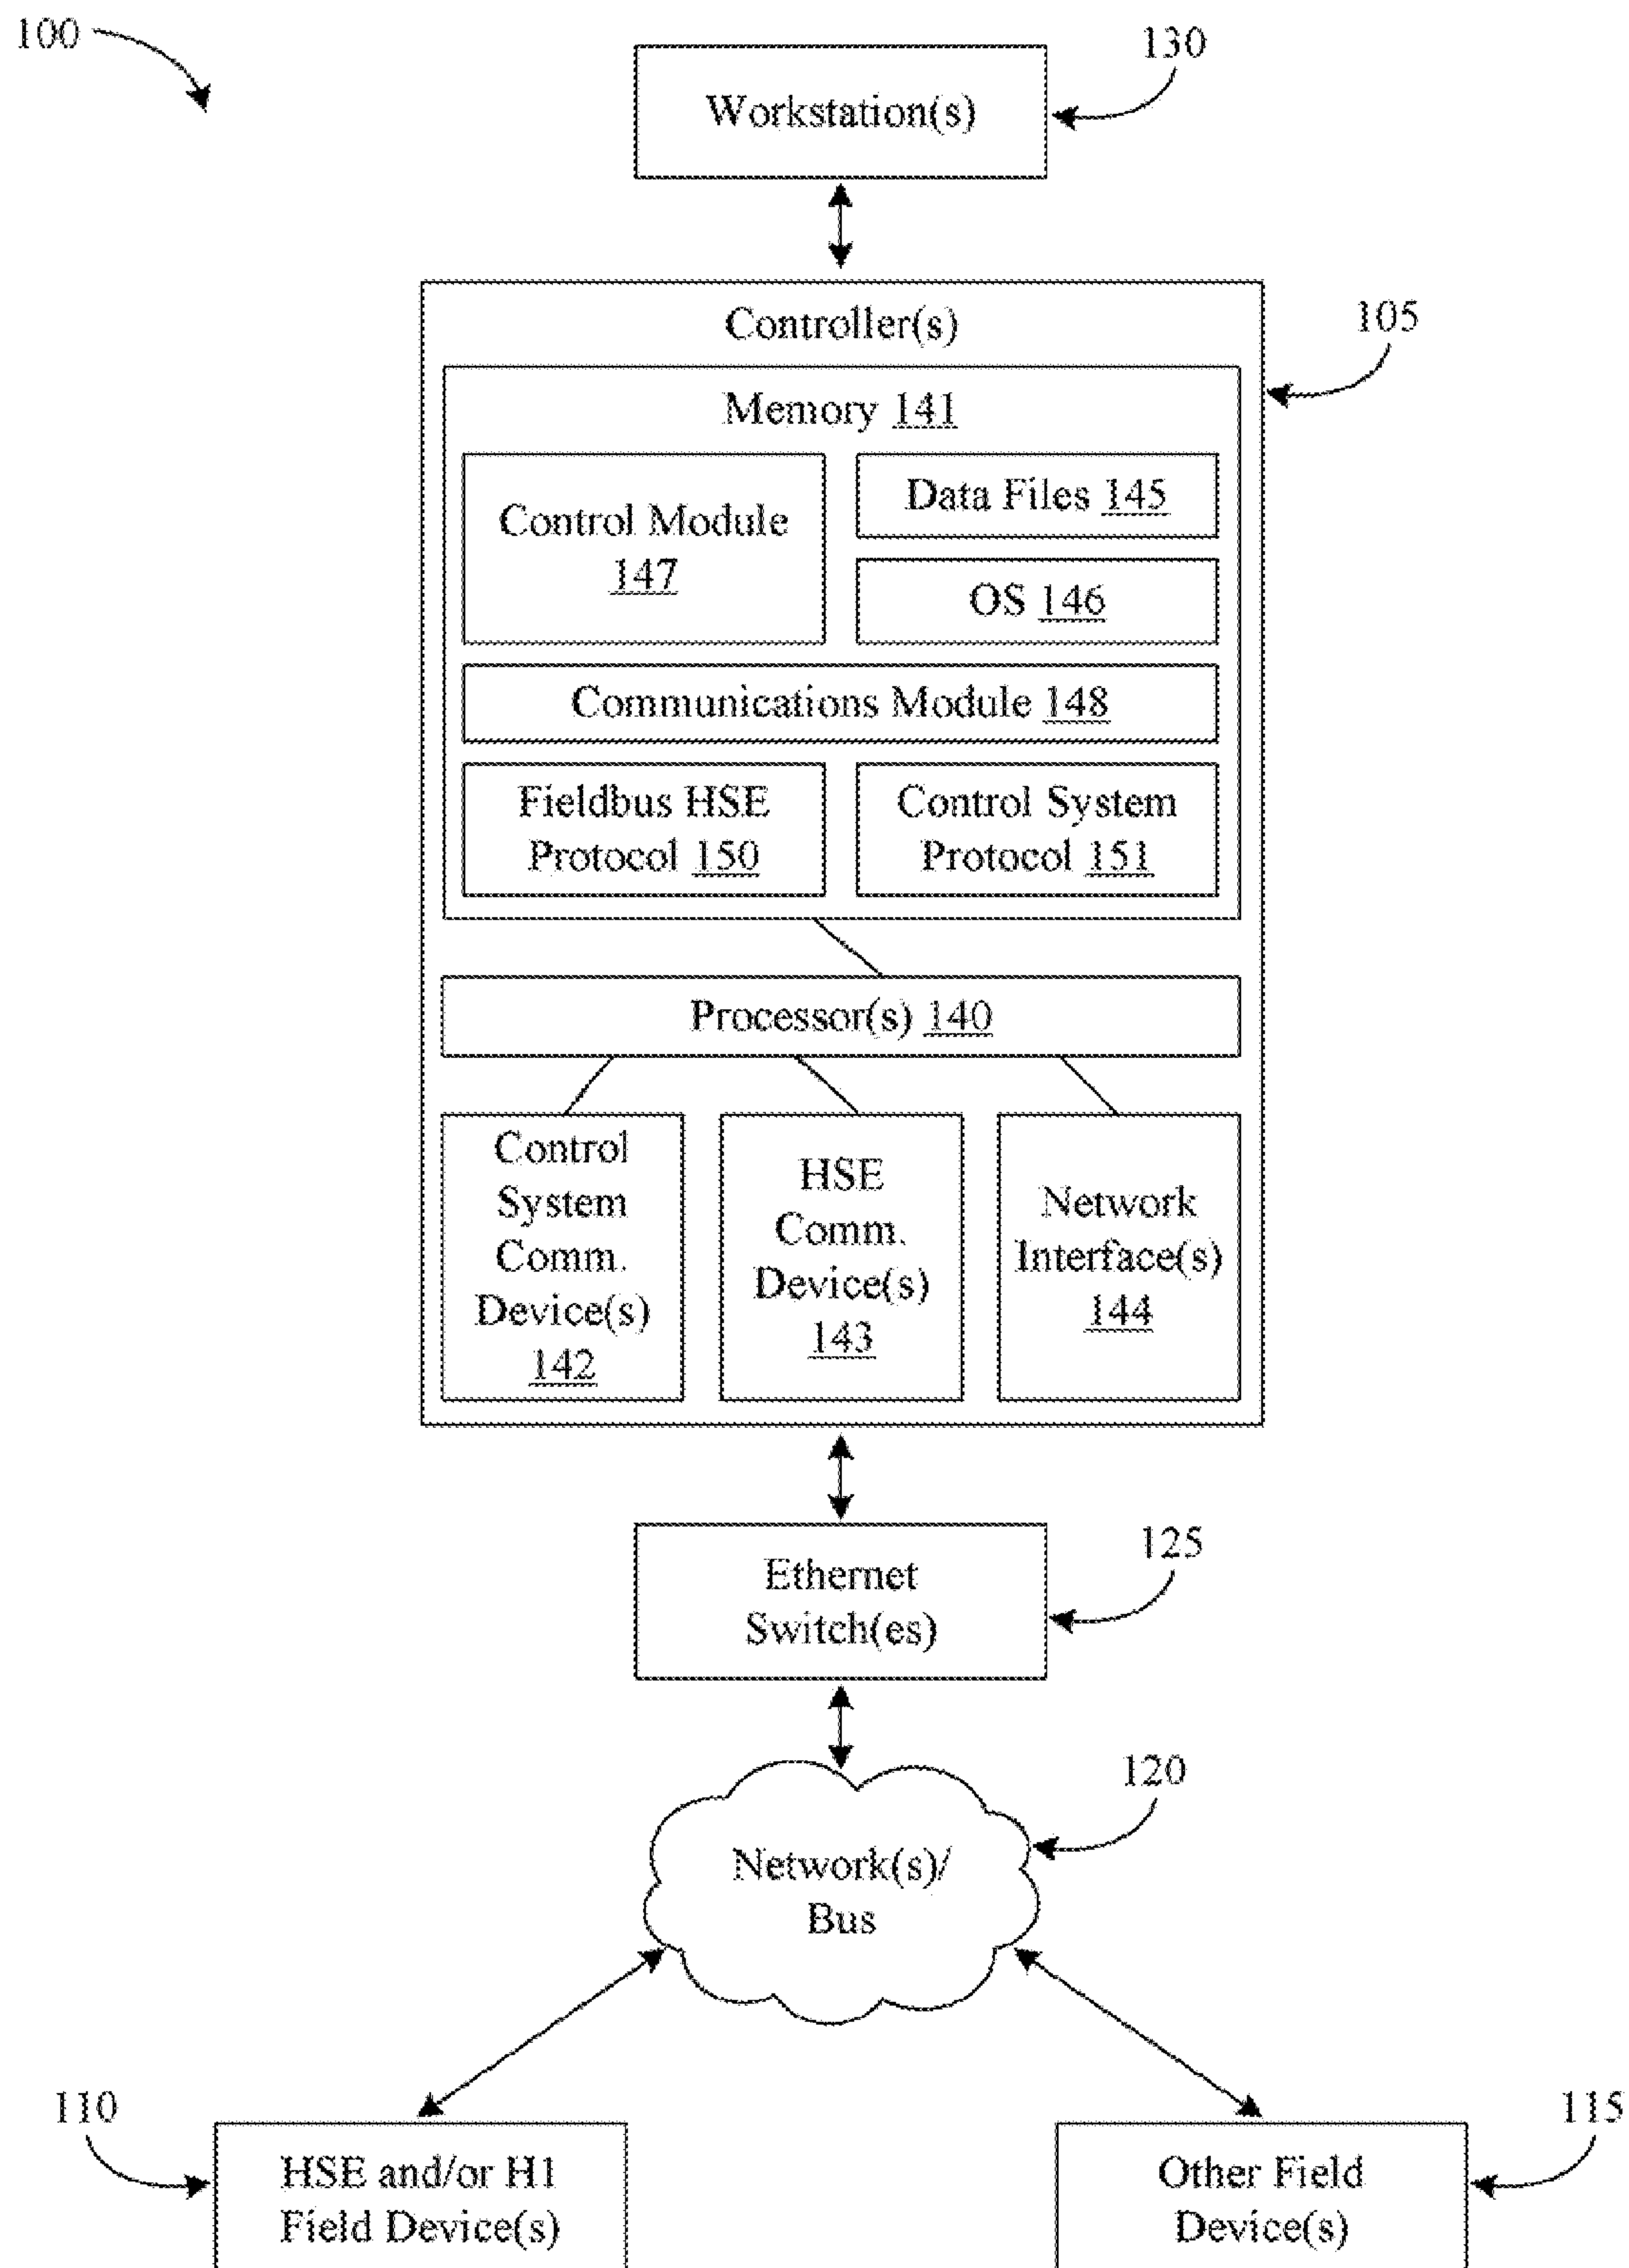 100
130
Workstation(s)
Controller(s)
105
Memory 141
Control Module
147
Data Files 145
OS 146
Communications Module 148
Fieldbus HSE
Protocol 150
Control System
Protocol 151
Processor(s) 140
Control
System
Comm.
Device(s)
142
HSE
Comm.
Device(s)
143
Network
Interface(s)
144
125
Ethernet
Switch(es)
120
Network(s)/
Bus
110
HSE and/or H1
Field Device(s)
115
Other Field
Device(s)